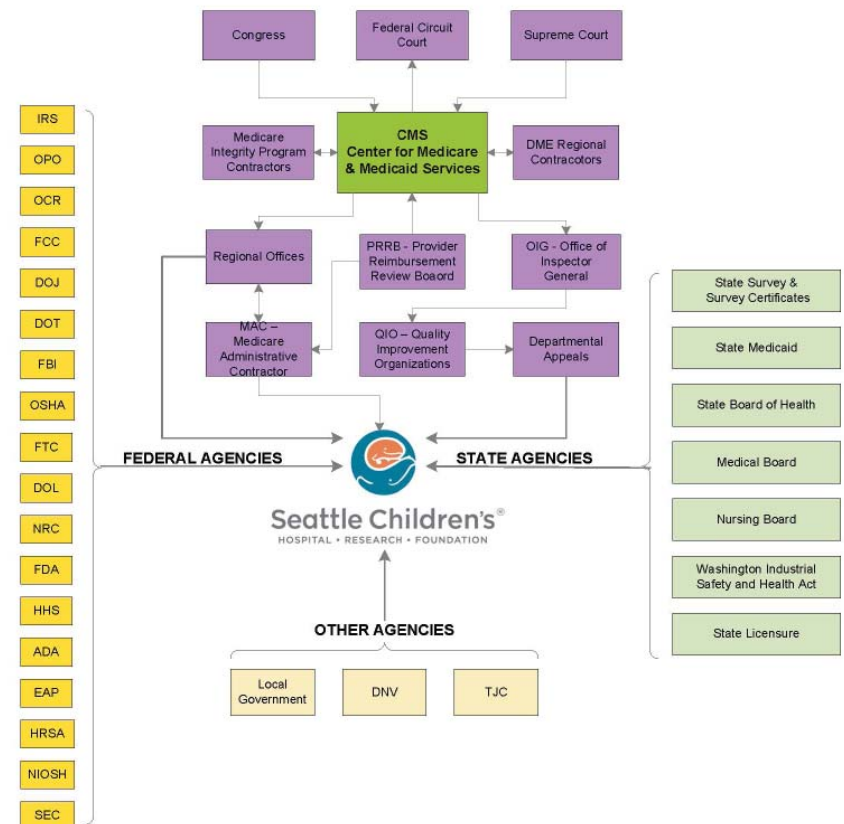 Congress
Federal Circuit
Court
Supreme Court
CMS
Center for Medicare
& Medicaid Services
Medicare
Integrity Program
Contractors
DME Regional
Contracotors
Regional Offices
PRRB - Provider
Reimbursement
Review Boaord
OIG - Office of
Inspector
General
MAC –
Medicare
Administrative
Contractor
QIO – Quality
Improvement
Organizations
Departmental
Appeals
IRS
OPO
OCR
FCC
DOJ
DOT
FBI
OSHA
FTC
DOL
NRC
FDA
HHS
ADA
EAP
HRSA
NIOSH
SEC
FEDERAL AGENCIES
STATE AGENCIES
State Survey &
Survey Certificates
State Medicaid
State Board of Health
Medical Board
Nursing Board
Washington Industrial
Safety and Health Act
State Licensure
Seattle Children's®
HOSPITAL • RESEARCH • FOUNDATION
OTHER AGENCIES
Local
Government
DNV
TJC